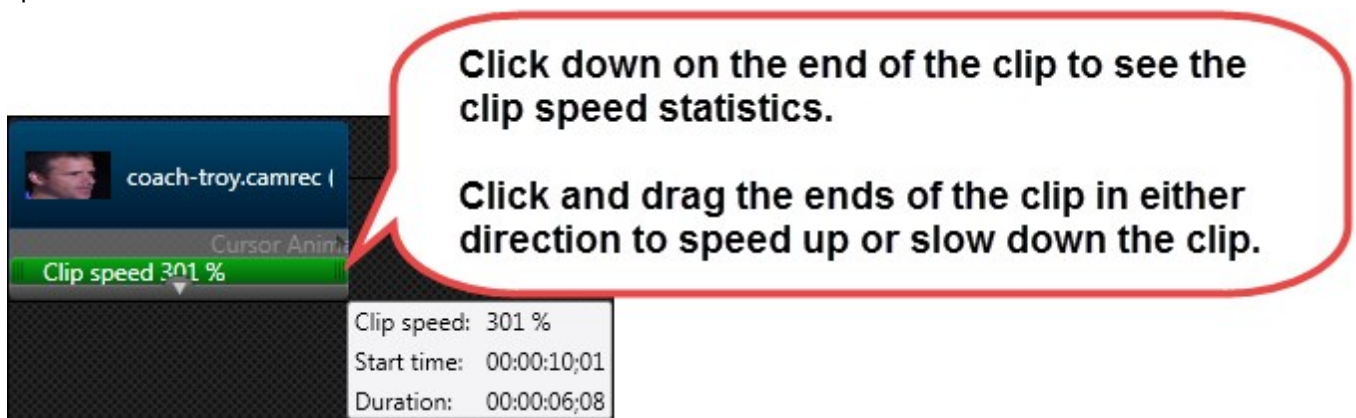 Click down on the end of the clip to see the
clip speed statistics.
Click and drag the ends of the clip in either
direction to speed up or slow down the clip.
coach-troy.camrec (
Cursor Anima
Clip speed 301 %
Clip speed: 301 %
Start time: 00:00:10;01
Duration: 00:00:06;08